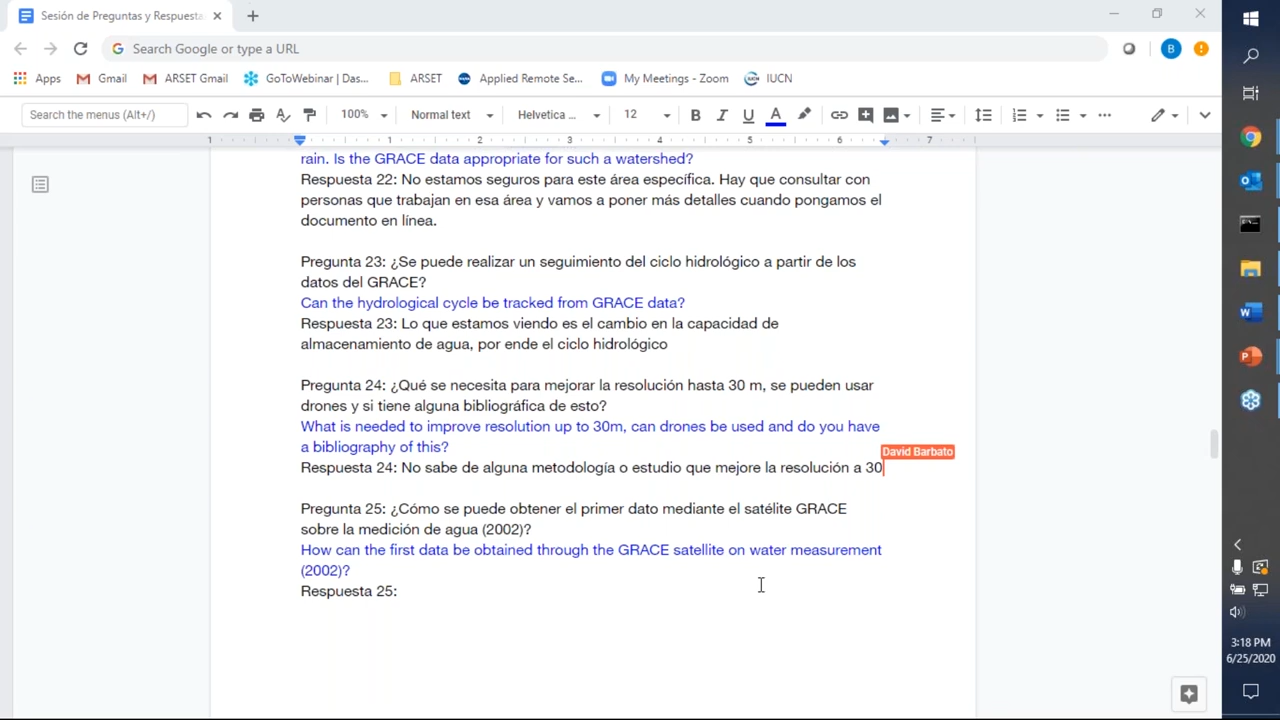 Sesión de Preguntas y Respuesta
Search Google or type a URL
B
Apps
Gmail
ARSET Gmail
GoToWebinar | Das...
ARSET
Applied Remote Se...
My Meetings - Zoom
IUCN
Search the menus (Alt+/)
100%
Normal text
Helvetica ...
12
B
I
U
A
1 1 2 3 4 5 6 7
rain. Is the GRACE data appropriate for such a watershed?
Respuesta 22: No estamos seguros para este área específica. Hay que consultar con
personas que trabajan en esa área y vamos a poner más detalles cuando pongamos el
documento en línea.
Pregunta 23: ¿Se puede realizar un seguimiento del ciclo hidrológico a partir de los
datos del GRACE?
Can the hydrological cycle be tracked from GRACE data?
Respuesta 23: Lo que estamos viendo es el cambio en la capacidad de
almacenamiento de agua, por ende el ciclo hidrológico
Pregunta 24: ¿Qué se necesita para mejorar la resolución hasta 30 m, se pueden usar
drones y si tiene alguna bibliográfica de esto?
What is needed to improve resolution up to 30m, can drones be used and do you have
a bibliography of this?
David Barbato
Respuesta 24: No sabe de alguna metodología o estudio que mejore la resolución a 30
Pregunta 25: ¿Cómo se puede obtener el primer dato mediante el satélite GRACE
sobre la medición de agua (2002)?
How can the first data be obtained through the GRACE satellite on water measurement
(2002)?
Respuesta 25:
3:18 PM
6/25/2020